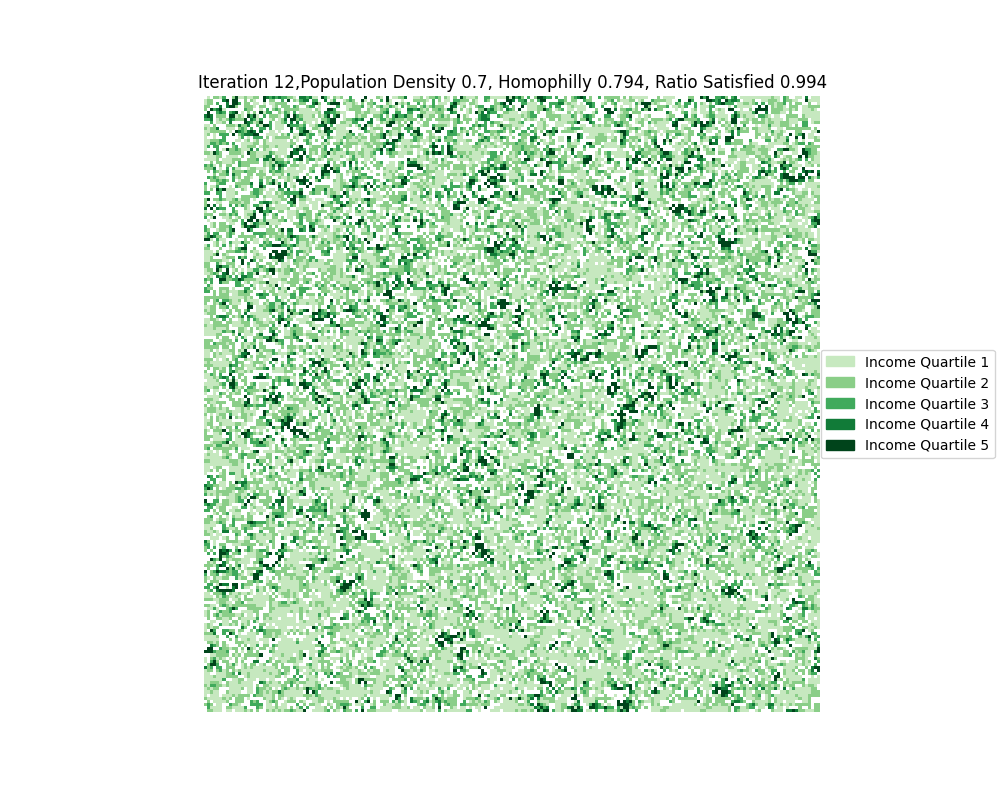 Iteration 12,Population Density 0.7, Homophilly 0.794, Ratio Satisfied 0.994
Income Quartile 1
Income Quartile 2
Income Quartile 3
Income Quartile 4
Income Quartile 5